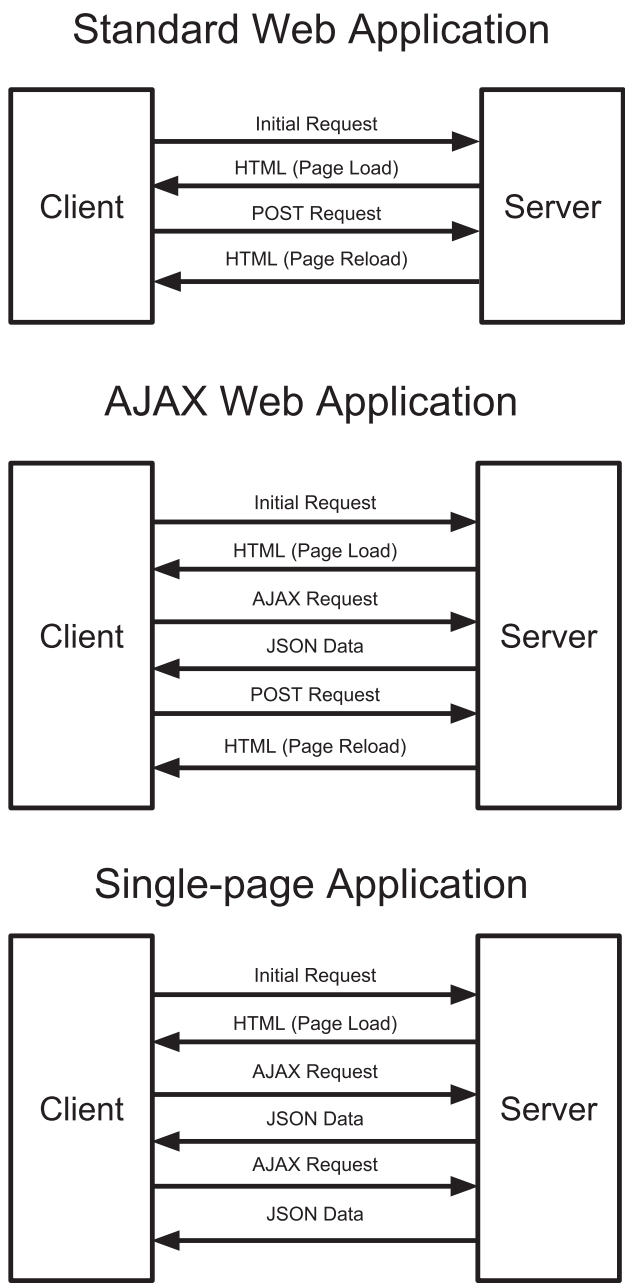 Standard Web Application
Client
Initial Request
HTML (Page Load)
POST Request
HTML (Page Reload)
Server
AJAX Web Application
Client
Initial Request
HTML (Page Load)
AJAX Request
JSON Data
POST Request
HTML (Page Reload)
Server
Single-page Application
Client
Initial Request
HTML (Page Load)
AJAX Request
JSON Data
AJAX Request
JSON Data
Server